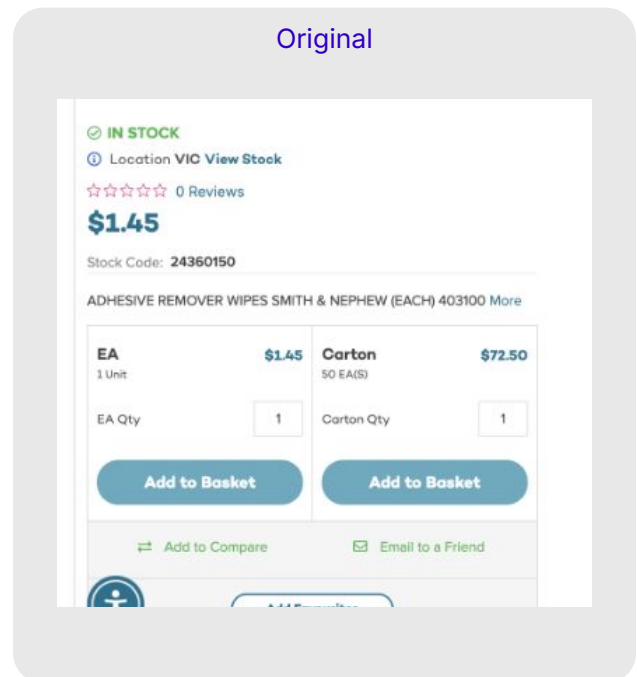 Original
IN STOCK
Location VIC View Stock
0 Reviews
$1.45
Stock Code: 24360150
ADHESIVE REMOVER WIPES SMITH & NEPHEW (EACH) 403100 More
EA $1.45 Carton $72.50
1 Unit 50 EA(S)
EA Qty 1 Carton Qty 1
Add to Basket Add to Basket
Add to Compare Email to a Friend